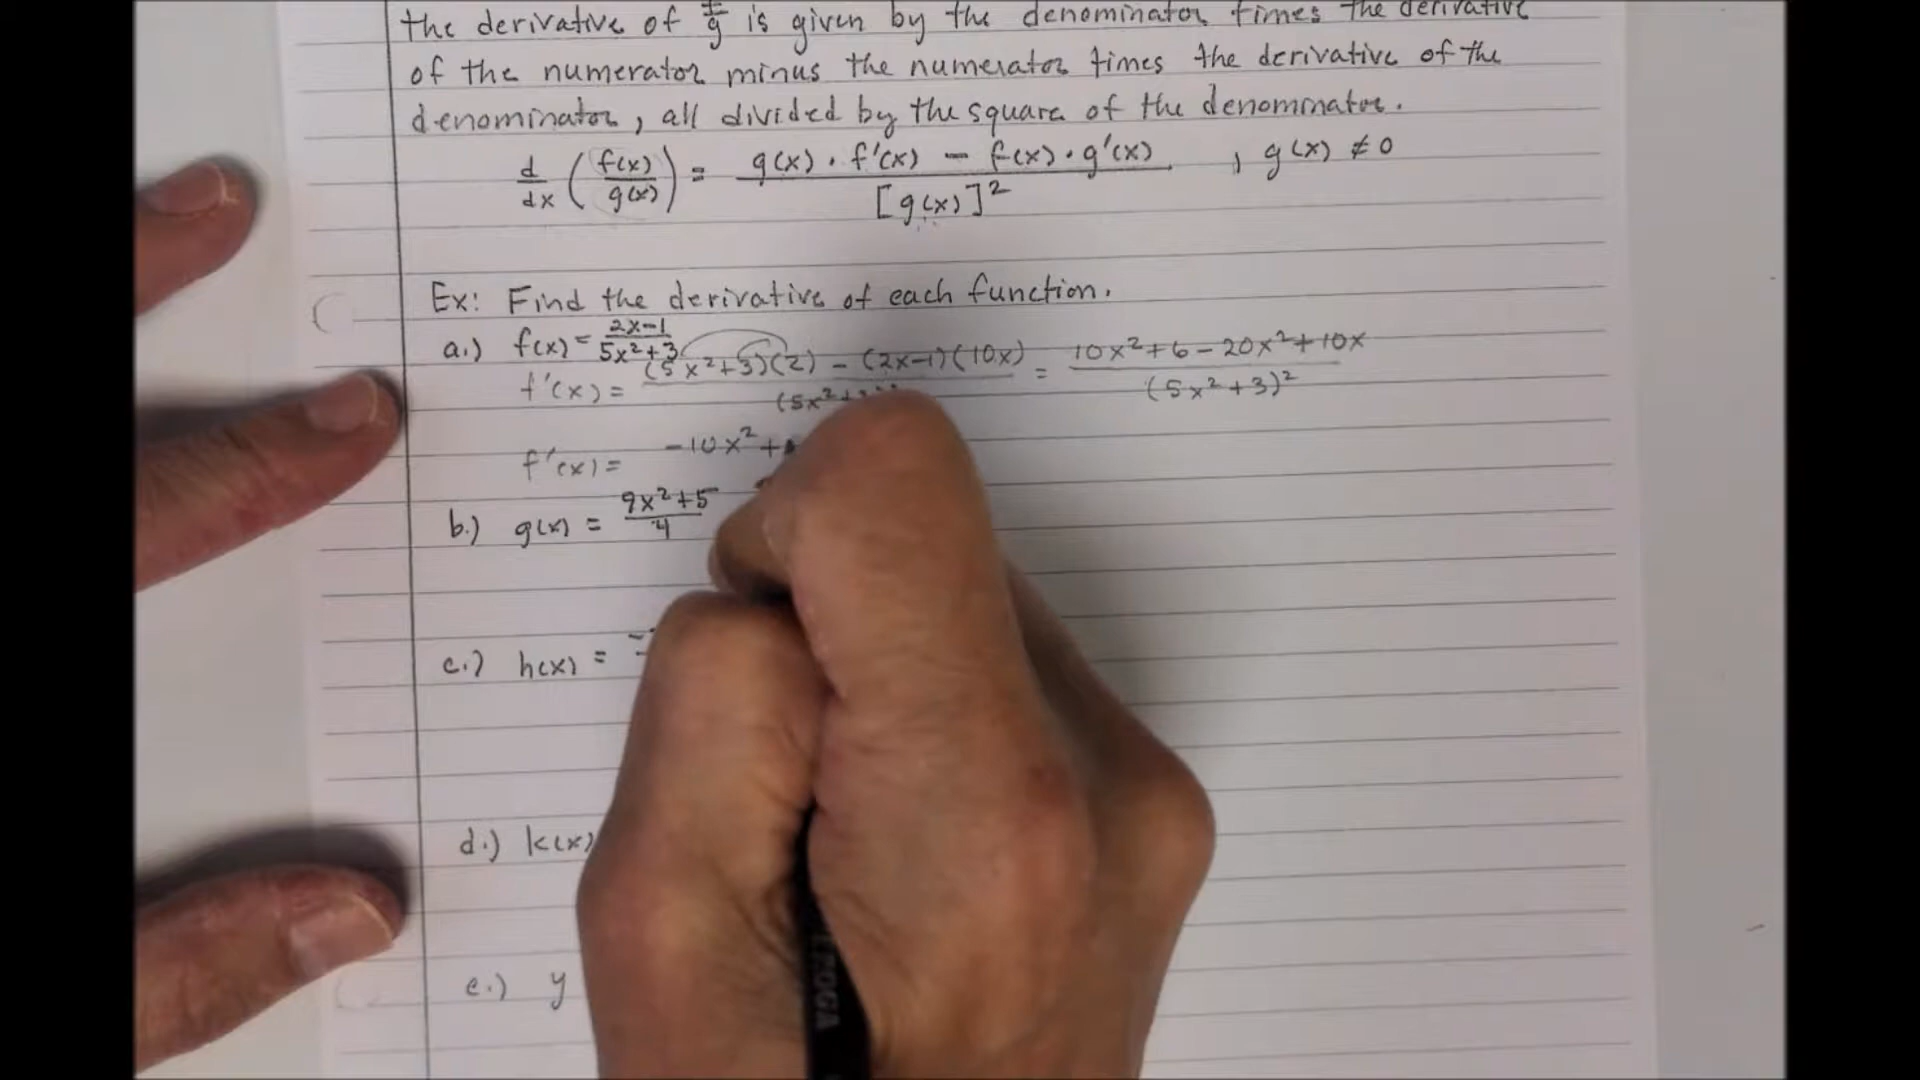 the derivative of f/g is given by the denominator times the derivative
of the numerator minus the numerator times the derivative of the
denominator, all divided by the square of the denominator.
d/dx (f(x)/g(x)) = g(x) · f'(x) - f(x) · g'(x) / [g(x)]² , g(x) ≠ 0
Ex: Find the derivative of each function.
a.) f(x) = 2x-1 / 5x²+3
f'(x) = (5x²+3)(2) - (2x-1)(10x) / (5x² = 10x²+6-20x²+10x / (5x²+3)²
f'(x) = -10x²+
b.) g(x) = 9x²+5 / 4
c.) h(x) =
d.) k(x)
e.) y
TICONDEROGA